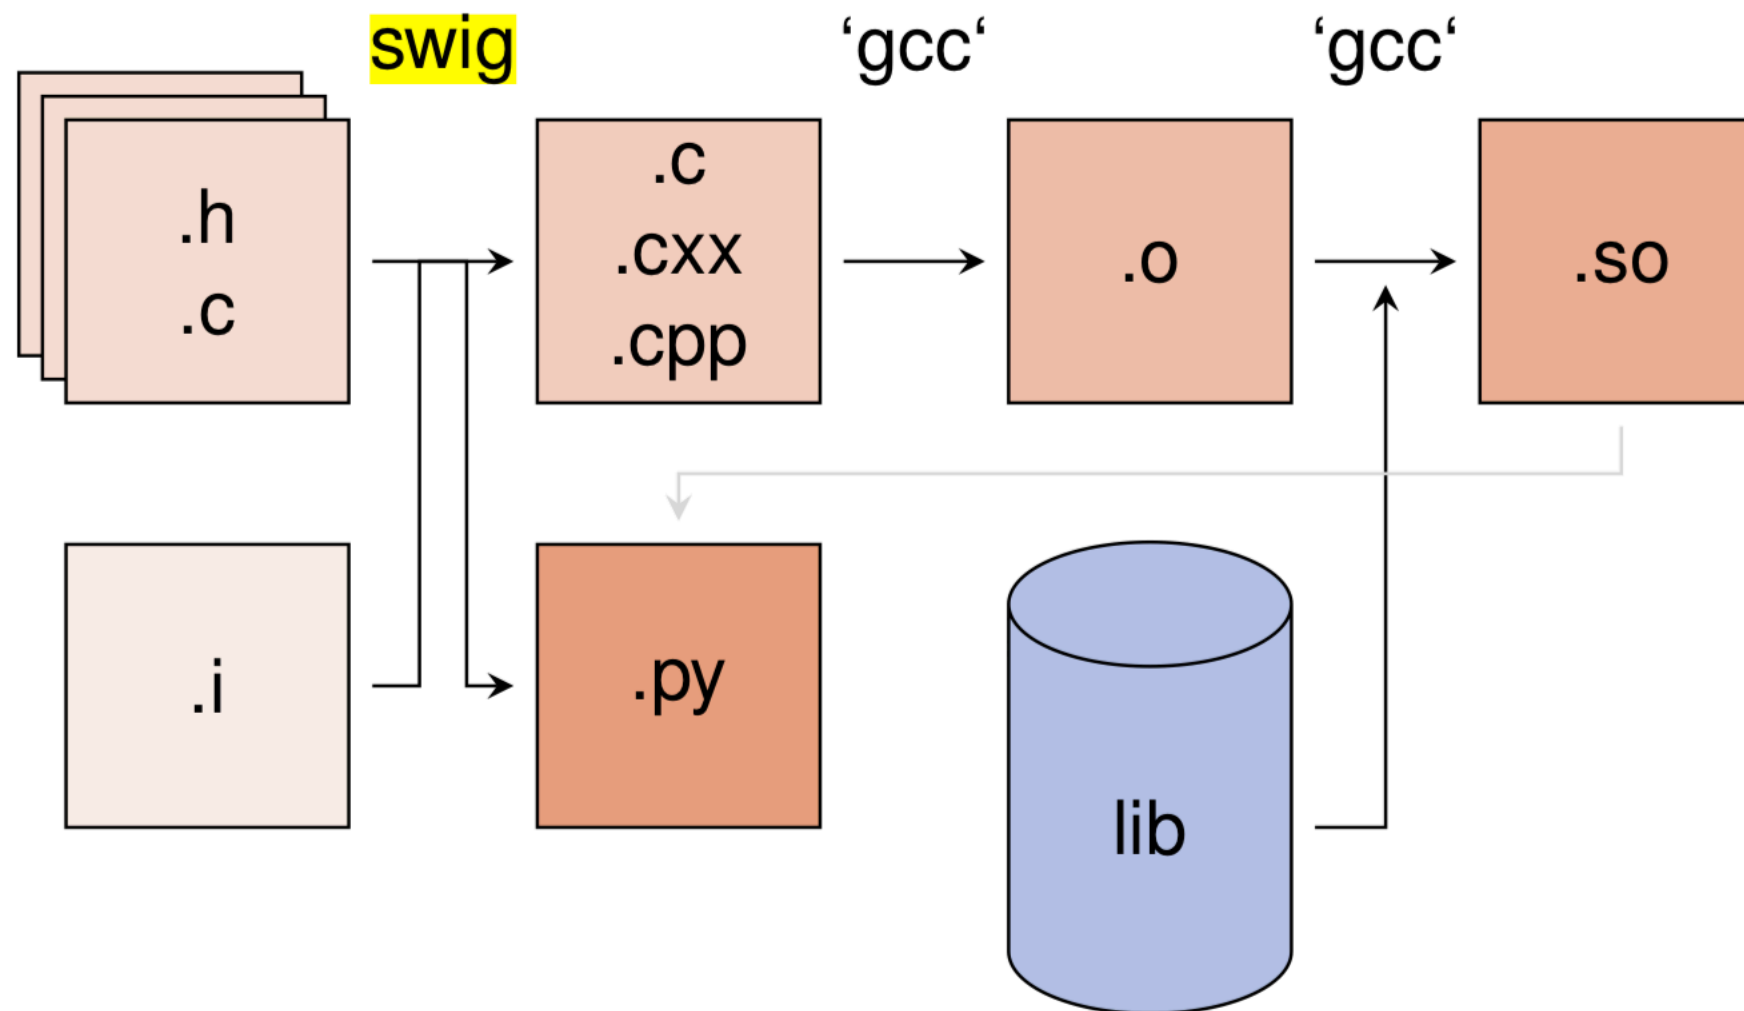 swig
‘gcc‘
‘gcc‘
.h
.c
.c
.cxx
.cpp
.o
.so
.i
.py
lib